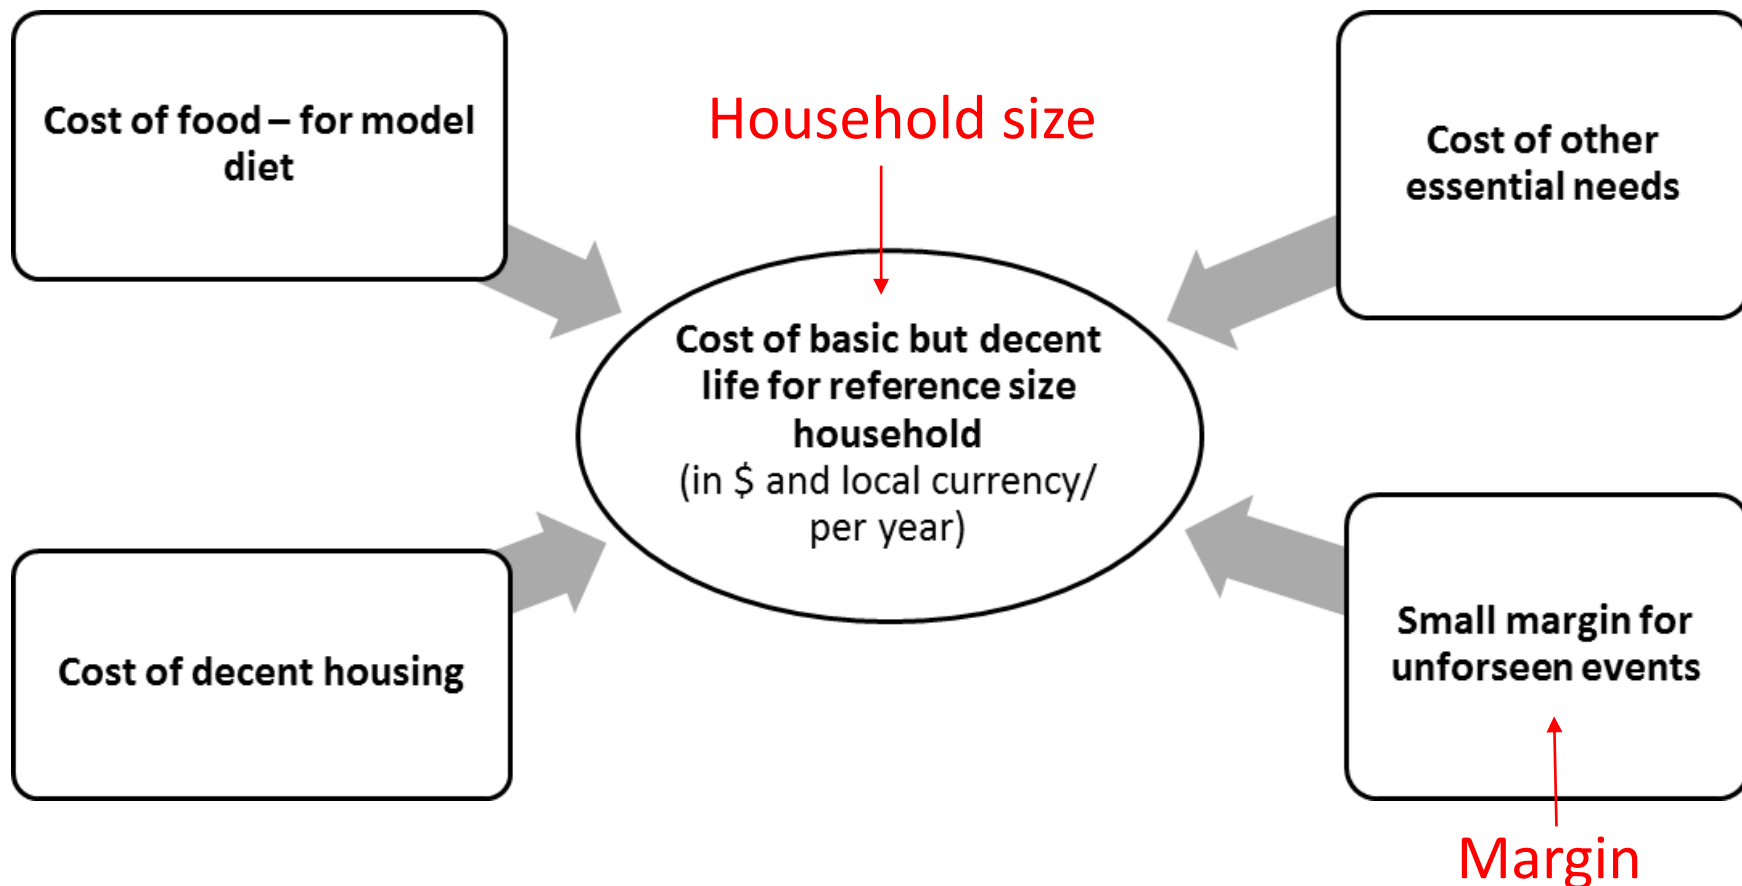 Cost of food – for model
diet
Household size
Cost of other
essential needs
Cost of basic but decent
life for reference size
household
(in $ and local currency/
per year)
Cost of decent housing
Small margin for
unforseen events
Margin